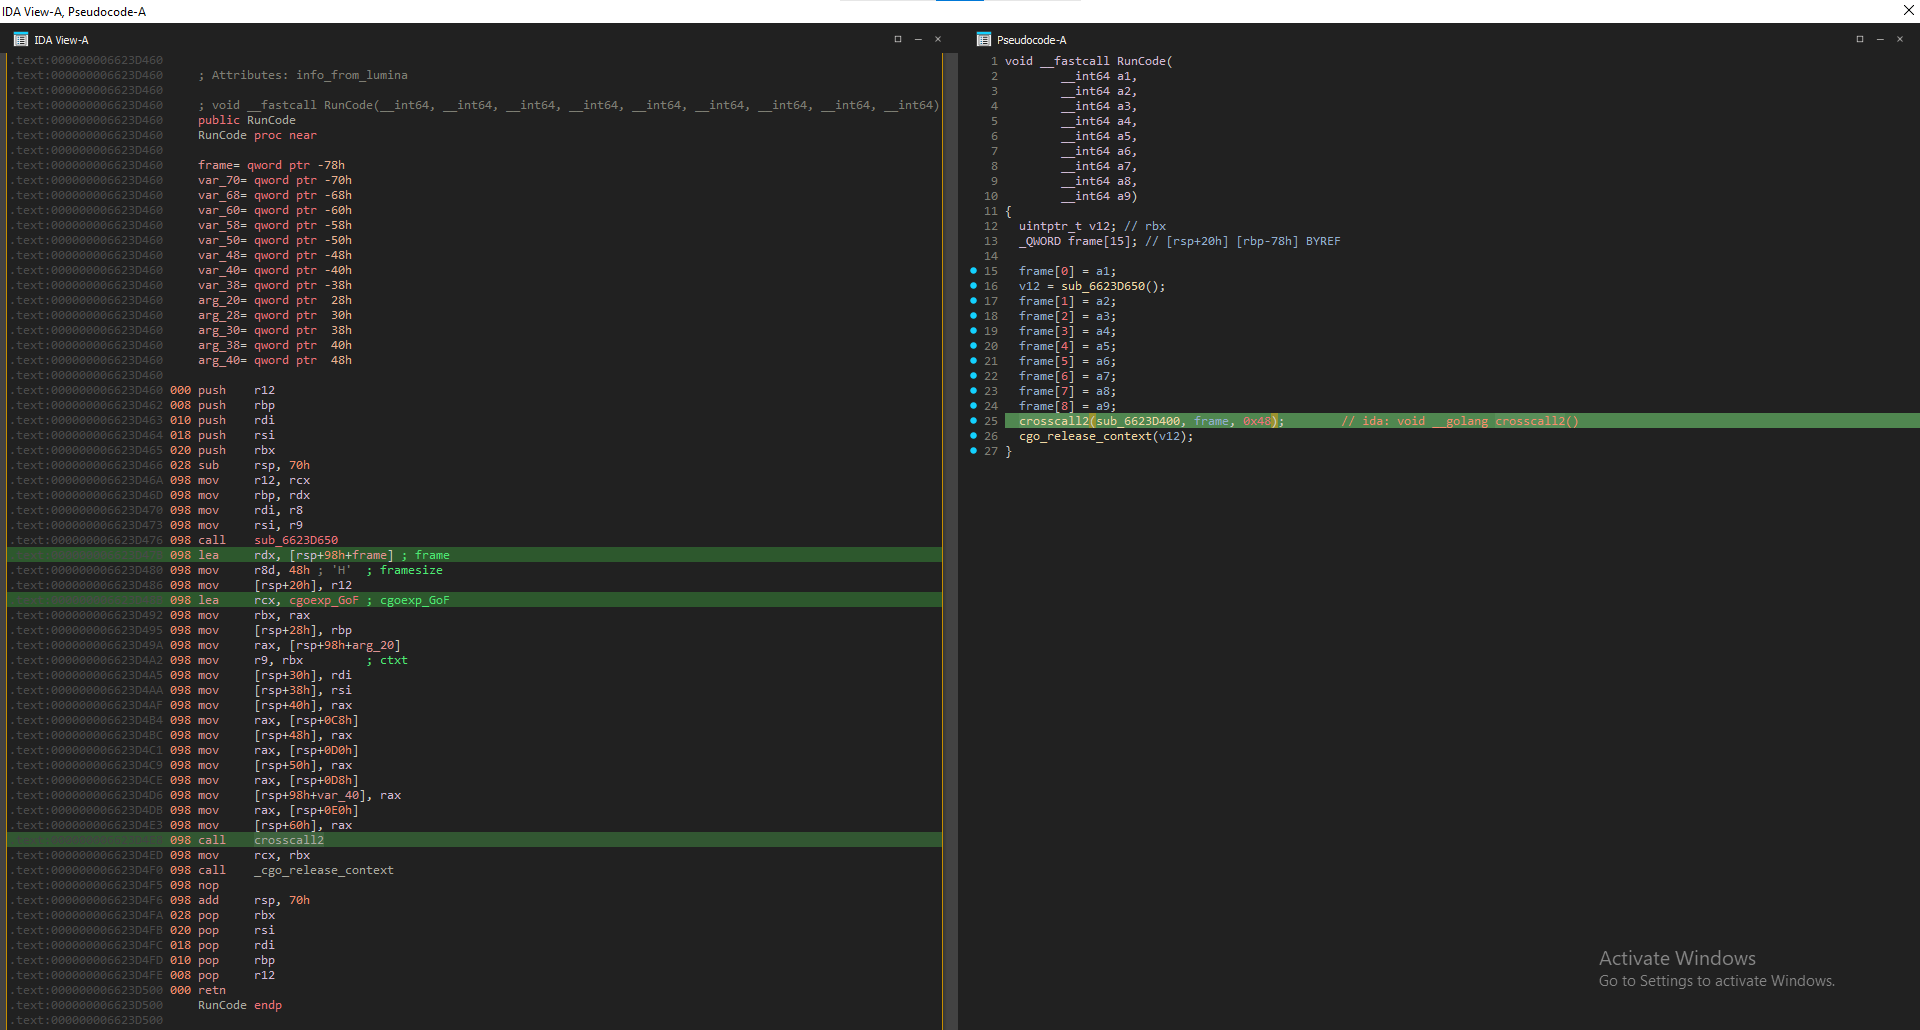 IDA View-A, Pseudocode-A
IDA View-A
.text:000000006623D460
.text:000000006623D460 ; Attributes: info_from_lumina
.text:000000006623D460
.text:000000006623D460 ; void __fastcall RunCode(__int64, __int64, __int64, __int64, __int64, __int64, __int64, __int64, __int64)
.text:000000006623D460 public RunCode
.text:000000006623D460 RunCode proc near
.text:000000006623D460
.text:000000006623D460 frame= qword ptr -78h
.text:000000006623D460 var_70= qword ptr -70h
.text:000000006623D460 var_68= qword ptr -68h
.text:000000006623D460 var_60= qword ptr -60h
.text:000000006623D460 var_58= qword ptr -58h
.text:000000006623D460 var_50= qword ptr -50h
.text:000000006623D460 var_48= qword ptr -48h
.text:000000006623D460 var_40= qword ptr -40h
.text:000000006623D460 var_38= qword ptr -38h
.text:000000006623D460 arg_20= qword ptr 28h
.text:000000006623D460 arg_28= qword ptr 30h
.text:000000006623D460 arg_30= qword ptr 38h
.text:000000006623D460 arg_38= qword ptr 40h
.text:000000006623D460 arg_40= qword ptr 48h
.text:000000006623D460
.text:000000006623D460 000 push r12
.text:000000006623D462 008 push rbp
.text:000000006623D463 010 push rdi
.text:000000006623D464 018 push rsi
.text:000000006623D465 020 push rbx
.text:000000006623D466 028 sub rsp, 70h
.text:000000006623D46A 098 mov r12, rcx
.text:000000006623D46D 098 mov rbp, rdx
.text:000000006623D470 098 mov rdi, r8
.text:000000006623D473 098 mov rsi, r9
.text:000000006623D476 098 call sub_6623D650
098 lea rdx, [rsp+98h+frame] ; frame
.text:000000006623D480 098 mov r8d, 48h ; 'H' ; framesize
.text:000000006623D486 098 mov [rsp+20h], r12
098 lea rcx, cgoexp_GoF ; cgoexp_GoF
.text:000000006623D492 098 mov rbx, rax
.text:000000006623D495 098 mov [rsp+28h], rbp
.text:000000006623D49A 098 mov rax, [rsp+98h+arg_20]
.text:000000006623D4A2 098 mov r9, rbx ; ctxt
.text:000000006623D4A5 098 mov [rsp+30h], rdi
.text:000000006623D4AA 098 mov [rsp+38h], rsi
.text:000000006623D4AF 098 mov [rsp+40h], rax
.text:000000006623D4B4 098 mov rax, [rsp+0C8h]
.text:000000006623D4BC 098 mov [rsp+48h], rax
.text:000000006623D4C1 098 mov rax, [rsp+0D0h]
.text:000000006623D4C9 098 mov [rsp+50h], rax
.text:000000006623D4CE 098 mov rax, [rsp+0D8h]
.text:000000006623D4D6 098 mov [rsp+98h+var_40], rax
.text:000000006623D4DB 098 mov rax, [rsp+0E0h]
.text:000000006623D4E3 098 mov [rsp+60h], rax
098 call crosscall2
.text:000000006623D4ED 098 mov rcx, rbx
.text:000000006623D4F0 098 call _cgo_release_context
.text:000000006623D4F5 098 nop
.text:000000006623D4F6 098 add rsp, 70h
.text:000000006623D4FA 028 pop rbx
.text:000000006623D4FB 020 pop rsi
.text:000000006623D4FC 018 pop rdi
.text:000000006623D4FD 010 pop rbp
.text:000000006623D4FE 008 pop r12
.text:000000006623D500 000 retn
.text:000000006623D500 RunCode endp
.text:000000006623D500
Pseudocode-A
1 void __fastcall RunCode(
2 __int64 a1,
3 __int64 a2,
4 __int64 a3,
5 __int64 a4,
6 __int64 a5,
7 __int64 a6,
8 __int64 a7,
9 __int64 a8,
10 __int64 a9)
11 {
12 uintptr_t v12; // rbx
13 _QWORD frame[15]; // [rsp+20h] [rbp-78h] BYREF
14
15 frame[0] = a1;
16 v12 = sub_6623D650();
17 frame[1] = a2;
18 frame[2] = a3;
19 frame[3] = a4;
20 frame[4] = a5;
21 frame[5] = a6;
22 frame[6] = a7;
23 frame[7] = a8;
24 frame[8] = a9;
25 crosscall2(sub_6623D400, frame, 0x48); // ida: void __golang crosscall2()
26 cgo_release_context(v12);
27 }
Activate Windows
Go to Settings to activate Windows.